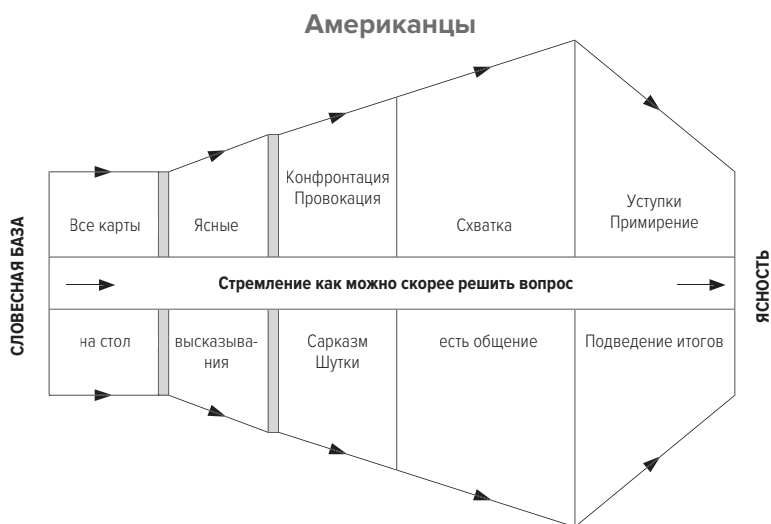 Американцы
СЛОВЕСНАЯ БАЗА
Все карты
Ясные
Конфронтация
Провокация
Схватка
Уступки
Примирение
Стремление как можно скорее решить вопрос
на стол
высказыва-
ния
Сарказм
Шутки
есть общение
Подведение итогов
ЯСНОСТЬ